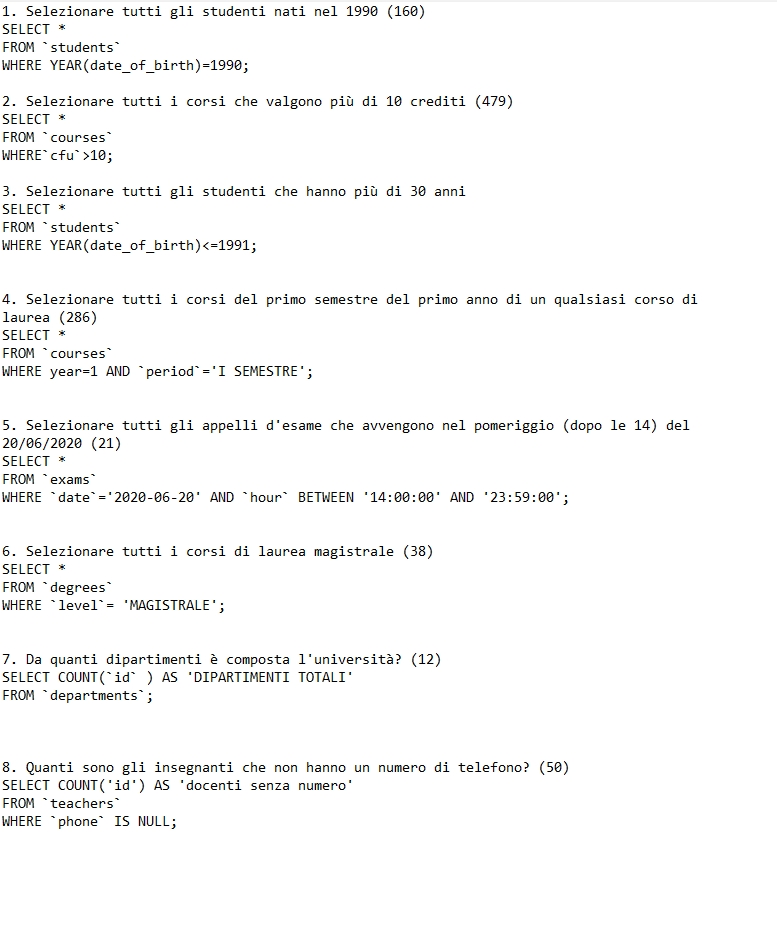 1. Selezionare tutti gli studenti nati nel 1990 (160)
SELECT *
FROM `students`
WHERE YEAR(date_of_birth)=1990;
2. Selezionare tutti i corsi che valgono più di 10 crediti (479)
SELECT *
FROM `courses`
WHERE`cfu`>10;
3. Selezionare tutti gli studenti che hanno più di 30 anni
SELECT *
FROM `students`
WHERE YEAR(date_of_birth)<=1991;
4. Selezionare tutti i corsi del primo semestre del primo anno di un qualsiasi corso di
laurea (286)
SELECT *
FROM `courses`
WHERE year=1 AND `period`='I SEMESTRE';
5. Selezionare tutti gli appelli d'esame che avvengono nel pomeriggio (dopo le 14) del
20/06/2020 (21)
SELECT *
FROM `exams`
WHERE `date`='2020-06-20' AND `hour` BETWEEN '14:00:00' AND '23:59:00';
6. Selezionare tutti i corsi di laurea magistrale (38)
SELECT *
FROM `degrees`
WHERE `level`= 'MAGISTRALE';
7. Da quanti dipartimenti è composta l'università? (12)
SELECT COUNT(`id` ) AS 'DIPARTIMENTI TOTALI'
FROM `departments`;
8. Quanti sono gli insegnanti che non hanno un numero di telefono? (50)
SELECT COUNT('id') AS 'docenti senza numero'
FROM `teachers`
WHERE `phone` IS NULL;